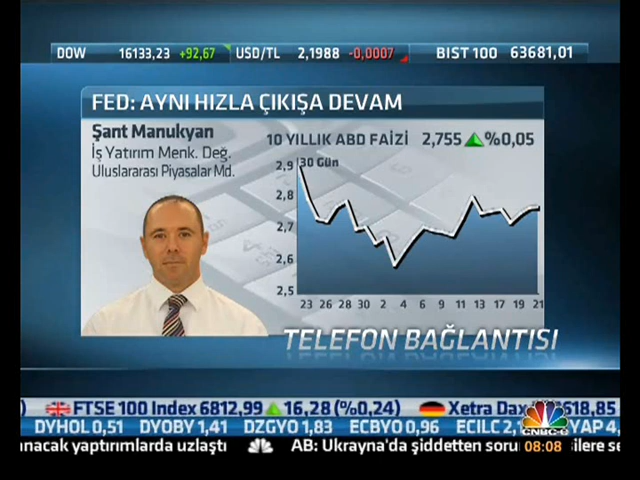 DOW 16133,23 +92,67 USD/TL 2,1988 -0,0007 BIST 100 63681,01
FED: AYNI HIZLA ÇIKIŞA DEVAM
Şant Manukyan
İş Yatırım Menk. Değ.
Uluslararası Piyasalar Md.
10 YILLIK ABD FAİZİ 2,755 %0,05
30 Gün
2,9
2,8
2,7
2,6
2,5
23 26 28 30 2 4 6 9 11 13 17 19 21
TELEFON BAĞLANTISI
) FTSE 100 Index 6812,99 16,28 (%0,24) Xetra Dax 618,85
DYHOL 0,51 DYOBY 1,41 DZGYO 1,83 ECBYO 0,96 ECILC 2, YAP 4,
CNBC-e
nacak yaptırımlarda uzlaştı AB: Ukrayna'da şiddetten soru 08:08 ilere se